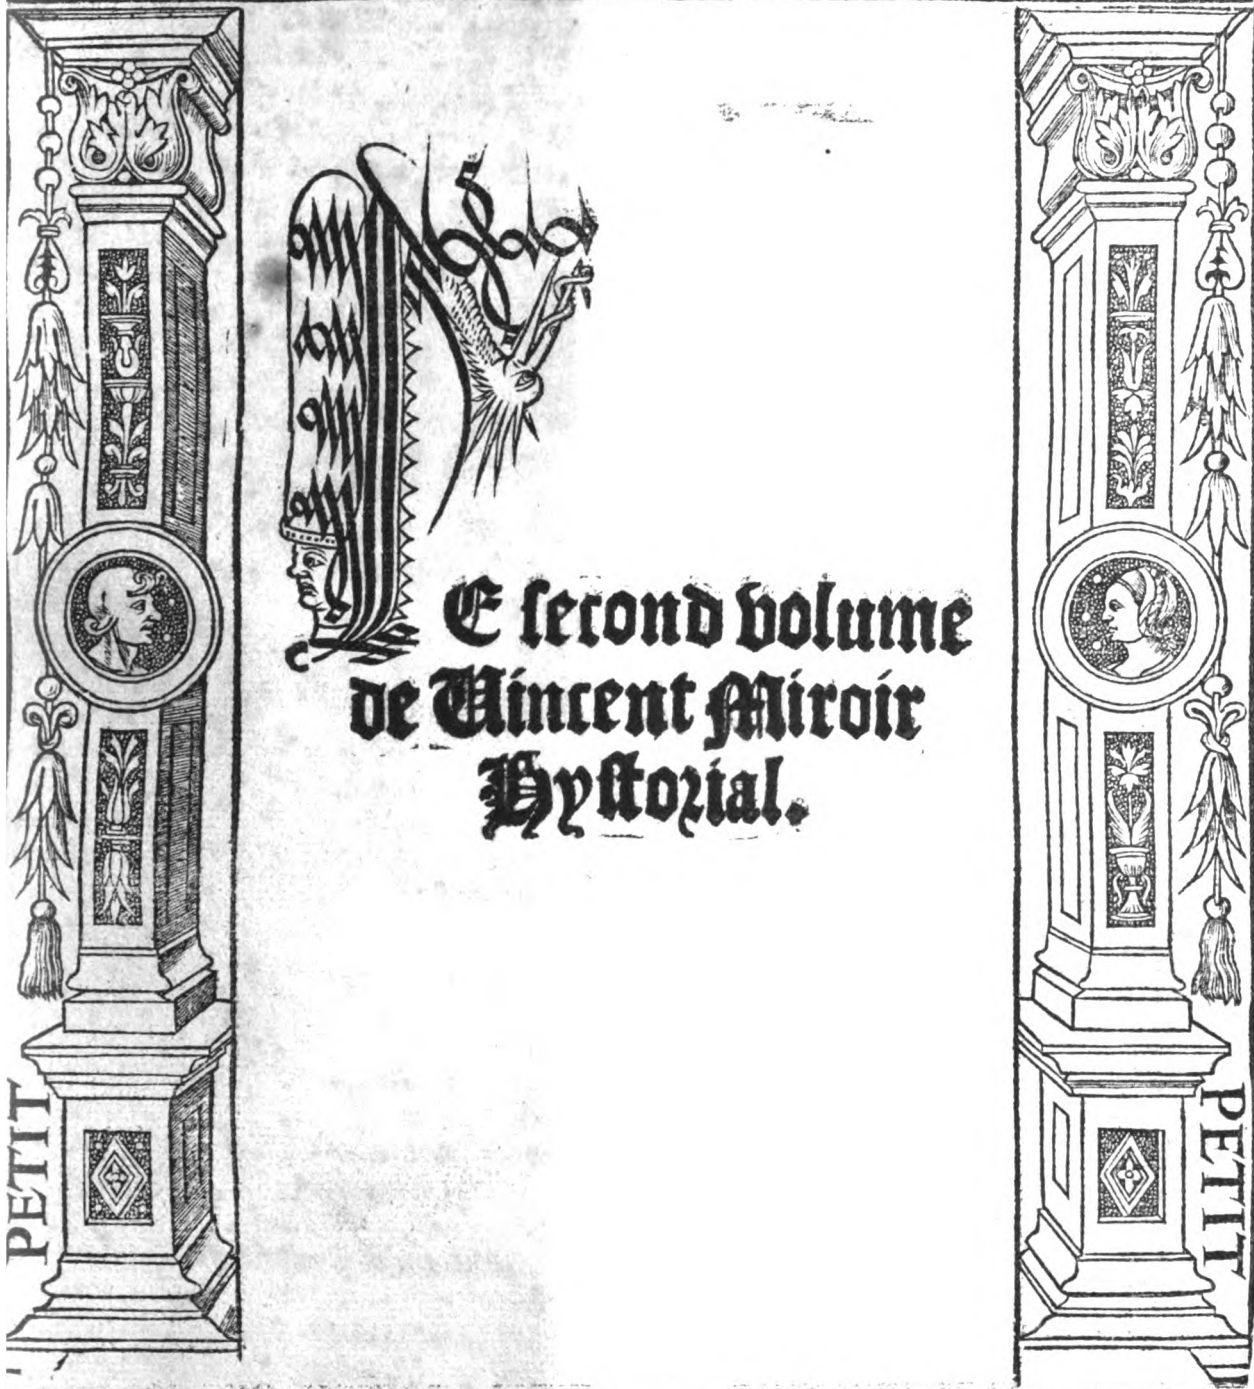 LE second volume
de Vincent Miroir
Hystorial.
PETIT
PETIT